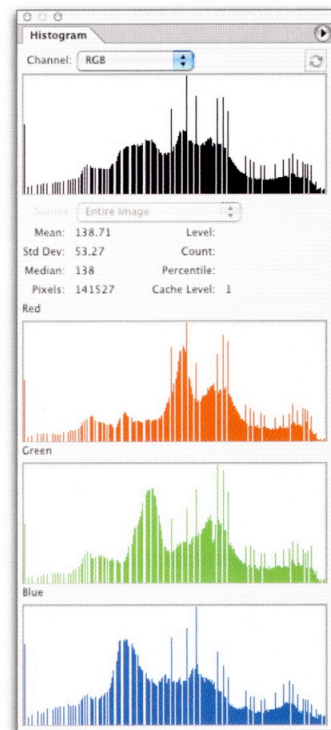 Histogram
Channel: RGB
Source: Entire Image
Mean: 138.71 Level:
Std Dev: 53.27 Count:
Median: 138 Percentile:
Pixels: 141527 Cache Level: 1
Red
Green
Blue